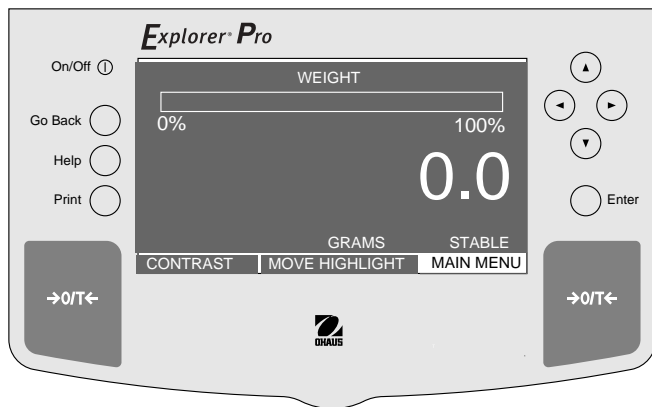 Explorer® Pro
On/Off
WEIGHT
Go Back
0% 100%
Help
0.0
Print
Enter
GRAMS STABLE
CONTRAST MOVE HIGHLIGHT MAIN MENU
→0/T← →0/T←
OHAUS